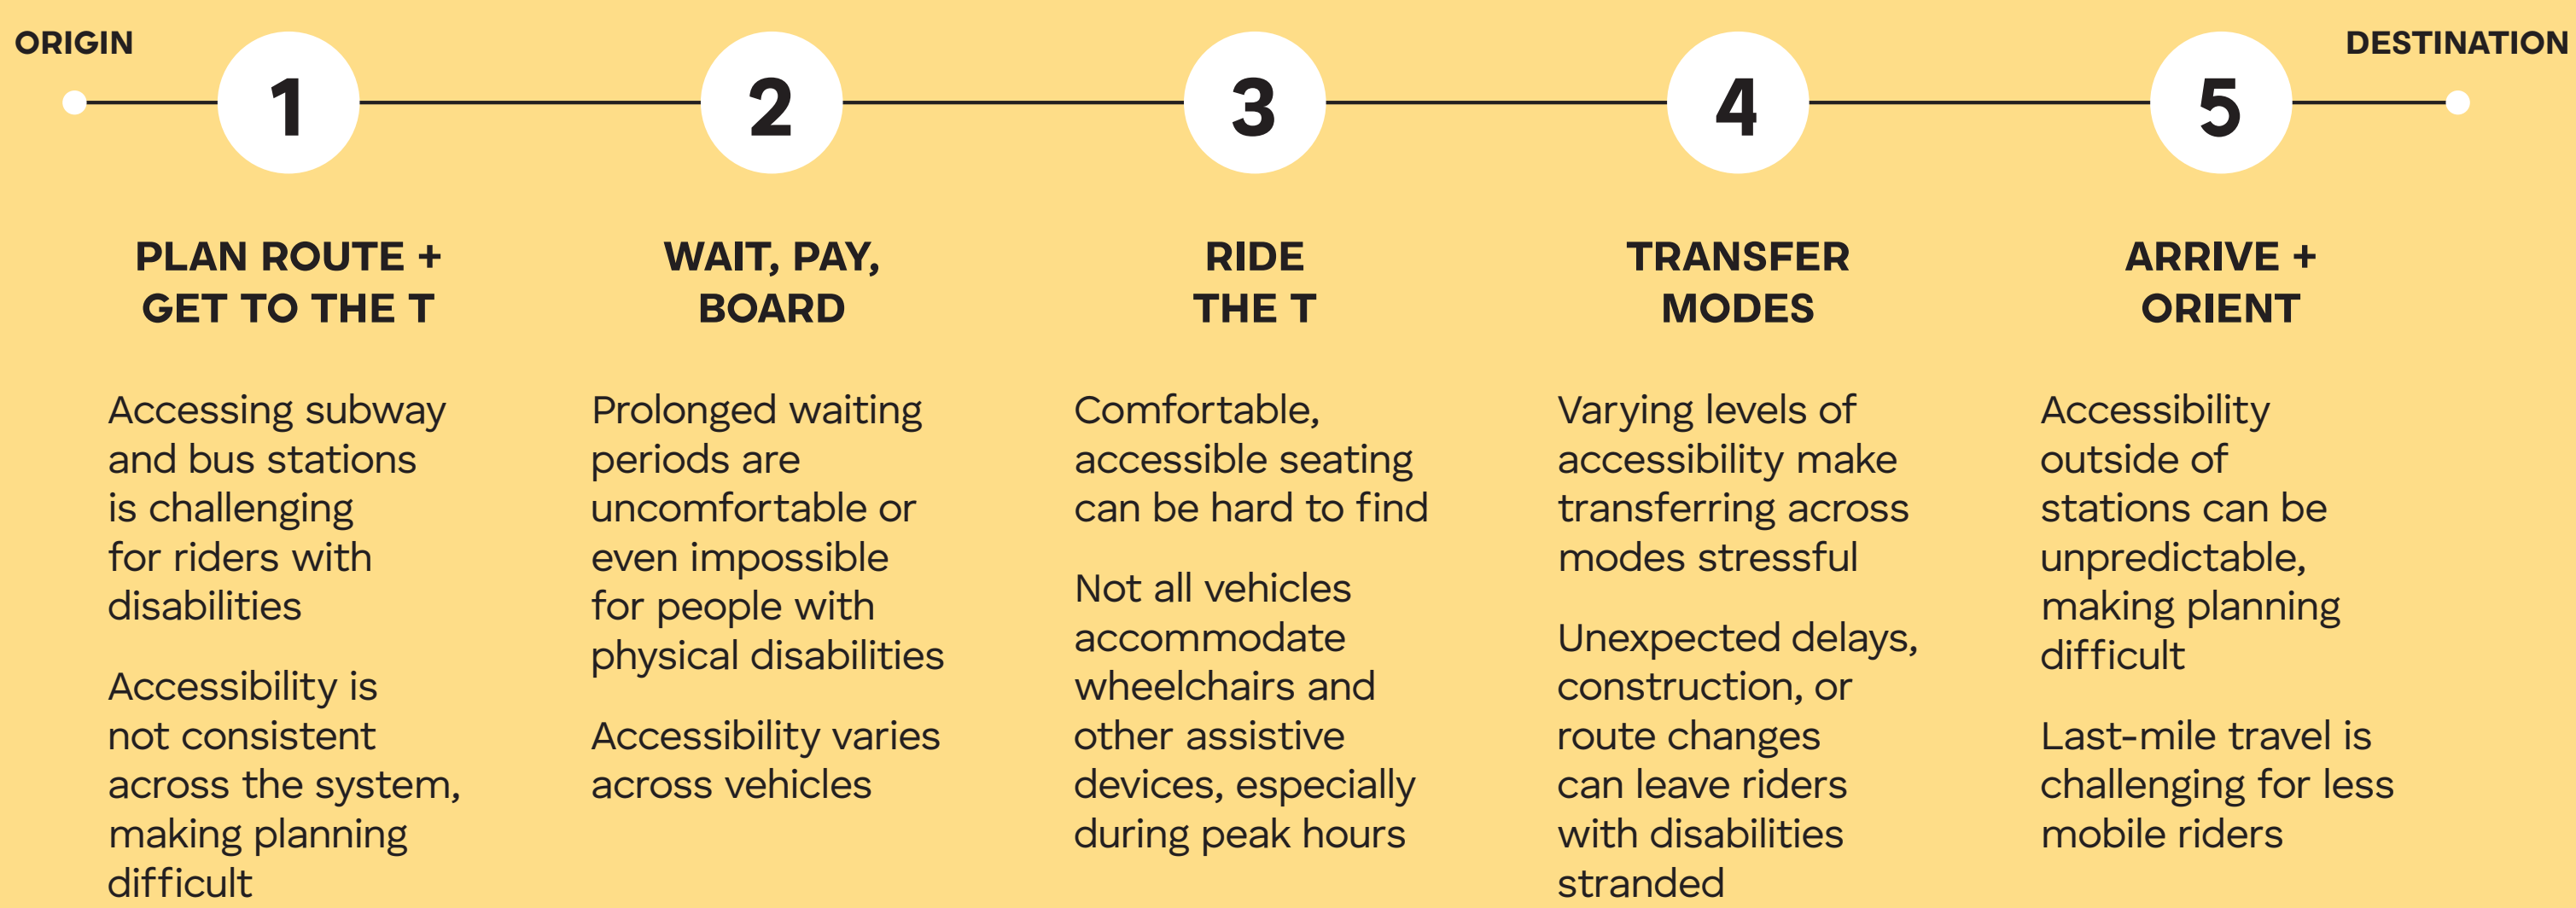 ORIGIN
DESTINATION
1
2
3
4
5
PLAN ROUTE +
GET TO THE T
Accessing subway
and bus stations
is challenging
for riders with
disabilities
Accessibility is
not consistent
across the system,
making planning
difficult
WAIT, PAY,
BOARD
Prolonged waiting
periods are
uncomfortable or
even impossible
for people with
physical disabilities
Accessibility varies
across vehicles
RIDE
THE T
Comfortable,
accessible seating
can be hard to find
Not all vehicles
accommodate
wheelchairs and
other assistive
devices, especially
during peak hours
TRANSFER
MODES
Varying levels of
accessibility make
transferring across
modes stressful
Unexpected delays,
construction, or
route changes
can leave riders
with disabilities
stranded
ARRIVE +
ORIENT
Accessibility
outside of
stations can be
unpredictable,
making planning
difficult
Last-mile travel is
challenging for less
mobile riders